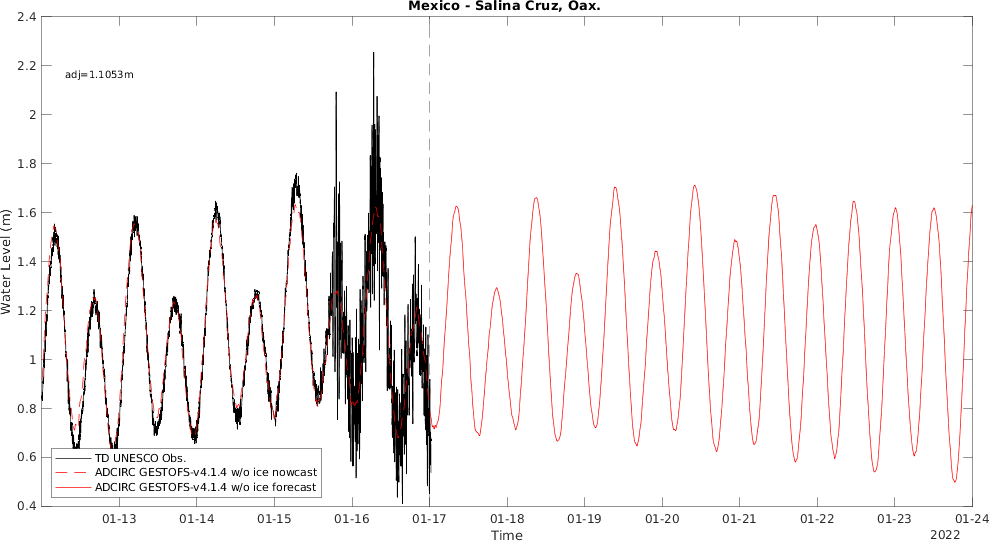 Mexico - Salina Cruz, Oax.
2.4
2.2
2
1.8
1.6
1.4
1.2
1
0.8
0.6
0.4
Water Level (m)
adj=1.1053m
TD UNESCO Obs.
ADCIRC GESTOFS-v4.1.4 w/o ice nowcast
ADCIRC GESTOFS-v4.1.4 w/o ice forecast
01-13 01-14 01-15 01-16 01-17 01-18 01-19 01-20 01-21 01-22 01-23 01-24
Time
2022